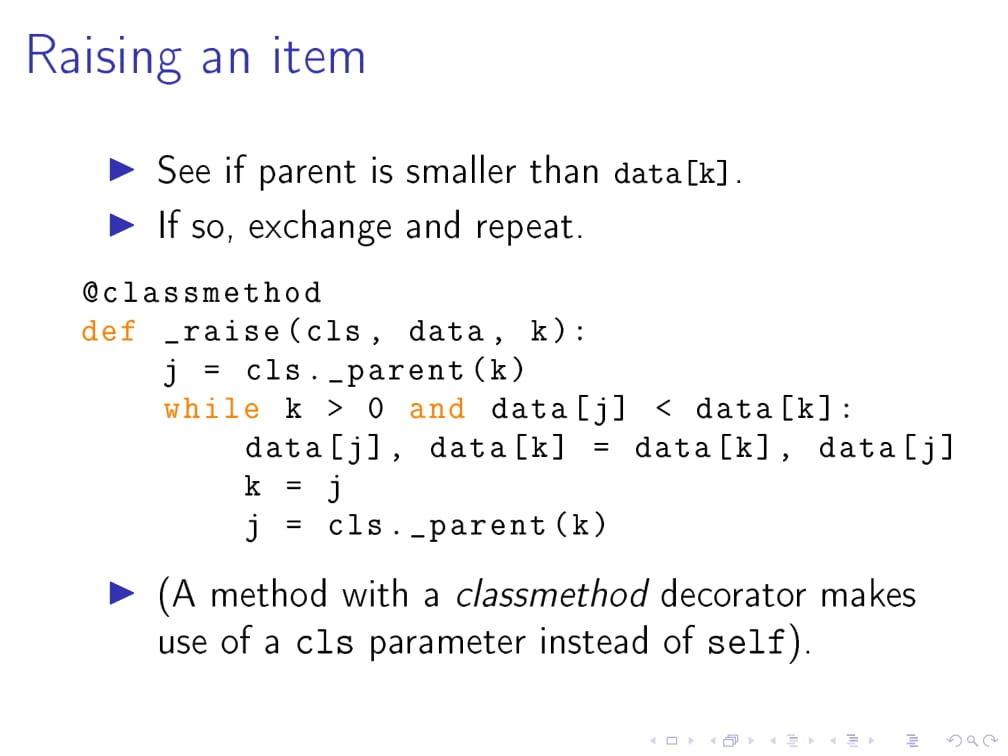 Raising an item
See if parent is smaller than data[k].
If so, exchange and repeat.
@classmethod
def _raise(cls, data, k):
    j = cls._parent(k)
    while k > 0 and data[j] < data[k]:
        data[j], data[k] = data[k], data[j]
        k = j
        j = cls._parent(k)
(A method with a classmethod decorator makes
use of a cls parameter instead of self).